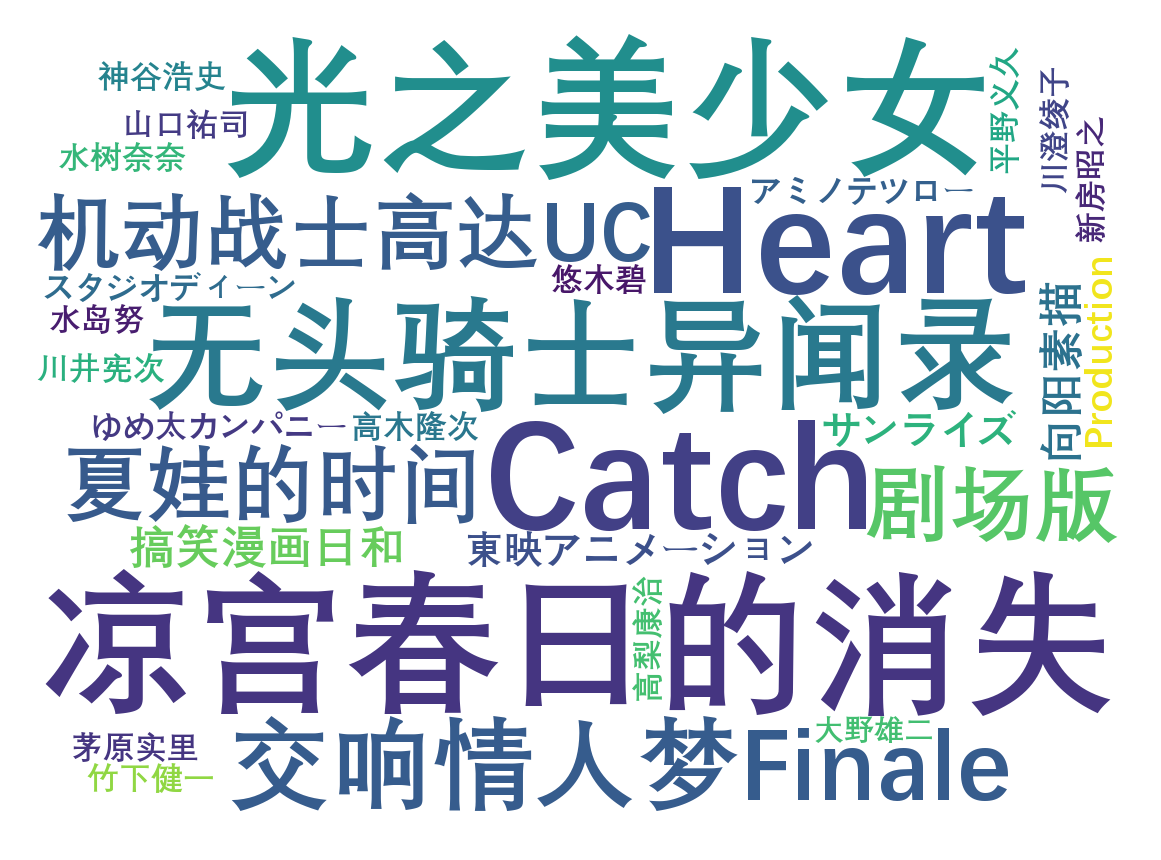 光之美少女
神谷浩史
山口祐司
水树奈奈
平野义久
川澄绫子
新房昭之
机动战士高达UC
アミノテツロー
Heart
スタジオディーン
悠木碧
水岛努
无头骑士异闻录
川井宪次
向阳素描
Production
ゆめ太カンパニー
高木隆次
サンライズ
夏娃的时间
Catch
剧场版
搞笑漫画日和
東映アニメーション
凉宫春日的消失
高梨康治
茅原实里
竹下健一
交响情人梦
Finale
大野雄二